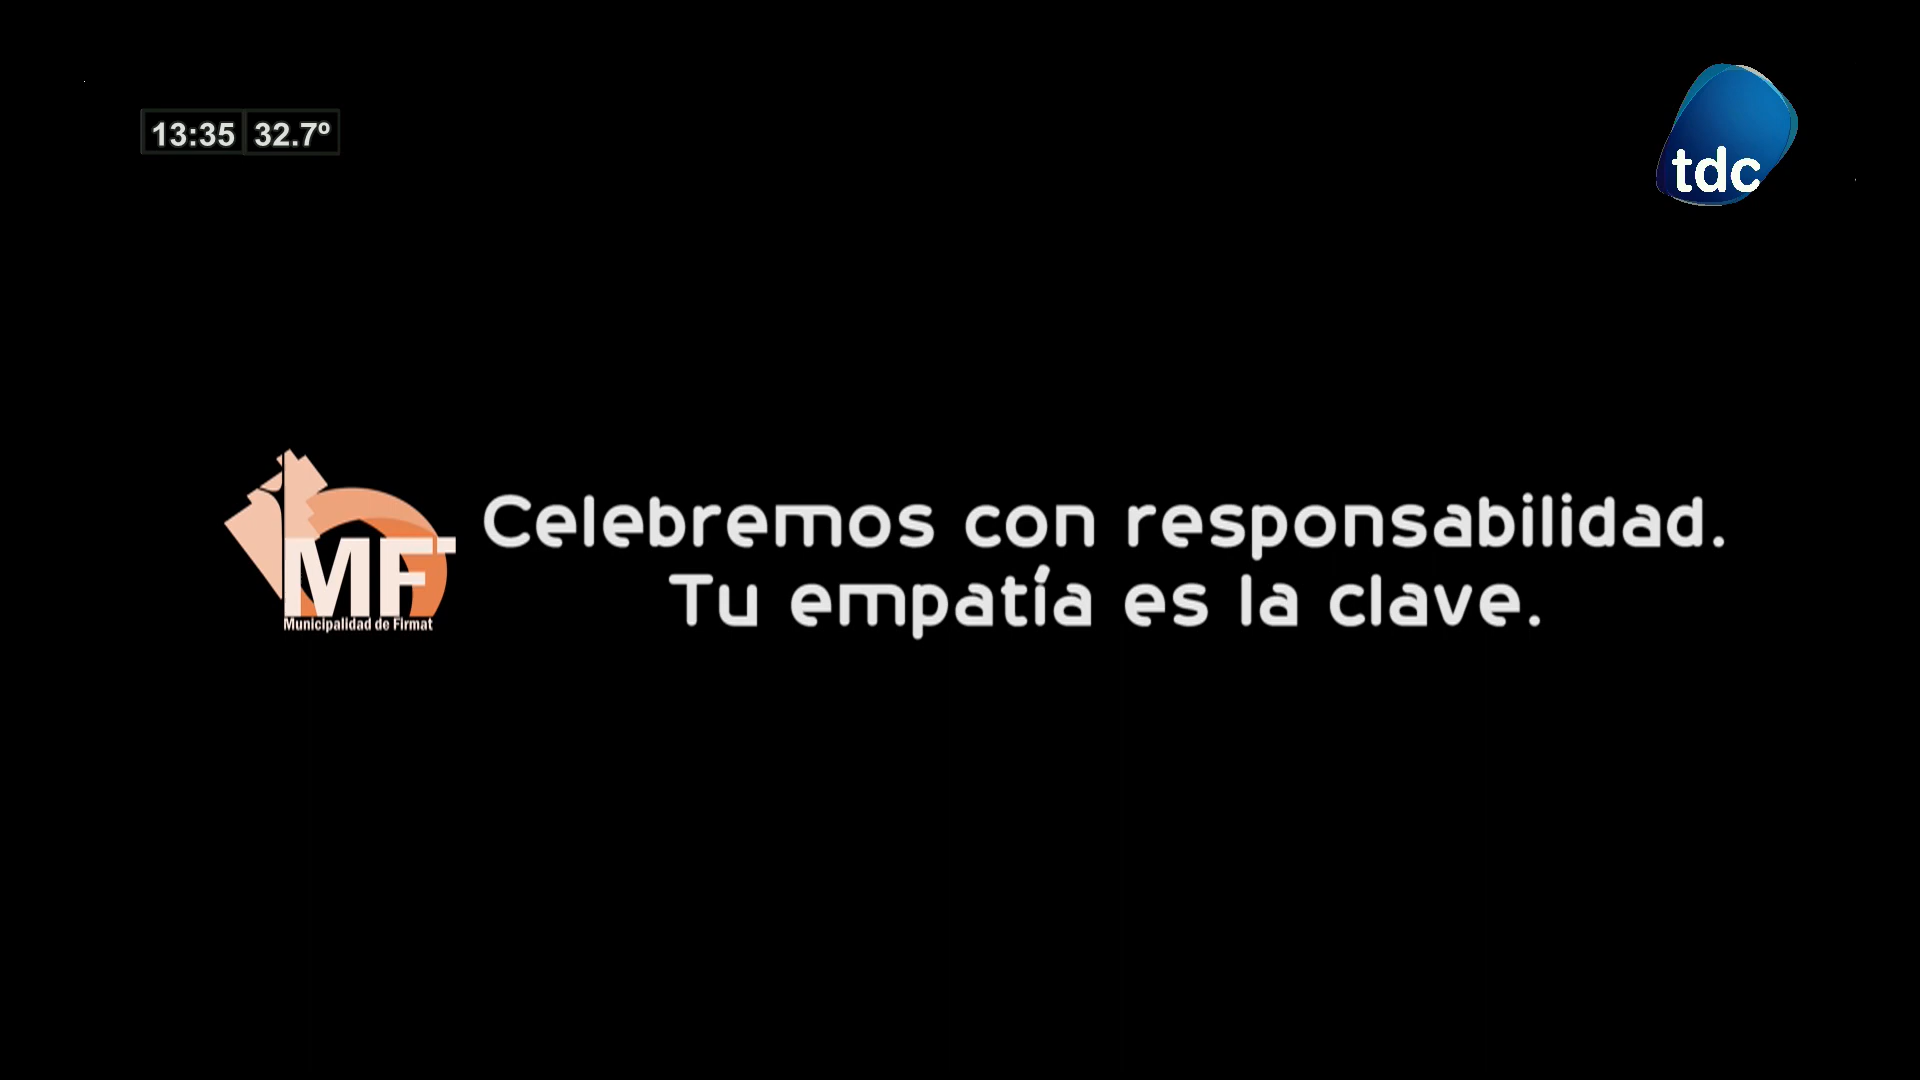 13:35 32.7º
tdc
Celebremos con responsabilidad.
Tu empatía es la clave.
MF
Municipalidad de Firmat